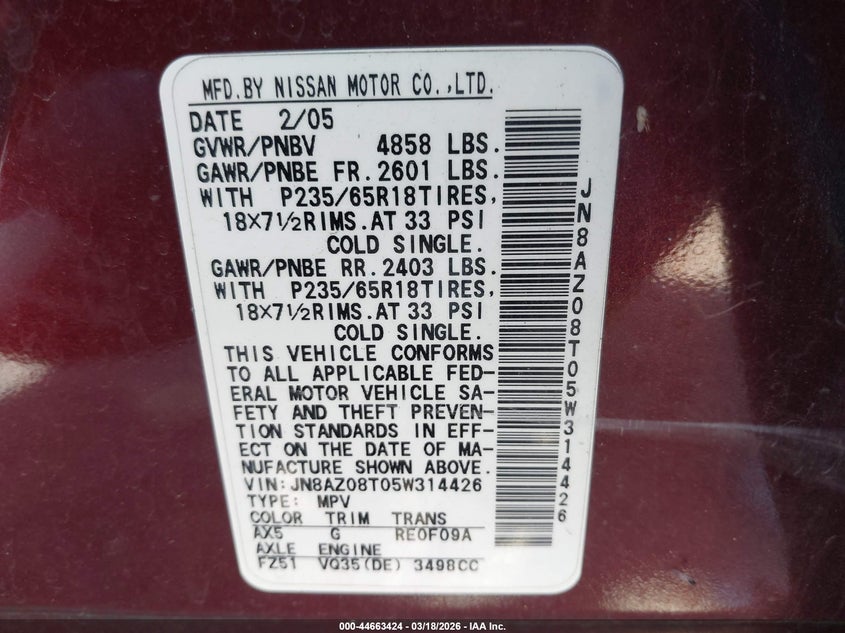 MFD.BY NISSAN MOTOR CO.,LTD.
DATE 2/05
GVWR/PNBV 4858 LBS.
GAWR/PNBE FR.2601 LBS.
WITH P235/65R18TIRES,
18×7½RIMS.AT 33 PSI
COLD SINGLE.
GAWR/PNBE RR.2403 LBS.
WITH P235/65R18TIRES,
18×7½RIMS.AT 33 PSI
COLD SINGLE.
THIS VEHICLE CONFORMS
TO ALL APPLICABLE FED-
ERAL MOTOR VEHICLE SA-
FETY AND THEFT PREVEN-
TION STANDARDS IN EFF-
ECT ON THE DATE OF MA-
NUFACTURE SHOWN ABOVE.
VIN:JN8AZ08T05W314426
TYPE: MPV
COLOR TRIM TRANS
AX5 G RE0F09A
AXLE ENGINE
FZ51 VQ35(DE) 3498CC
JN8AZ08T05W314426
000-44663424 | 03/18/2026 - IAA Inc.